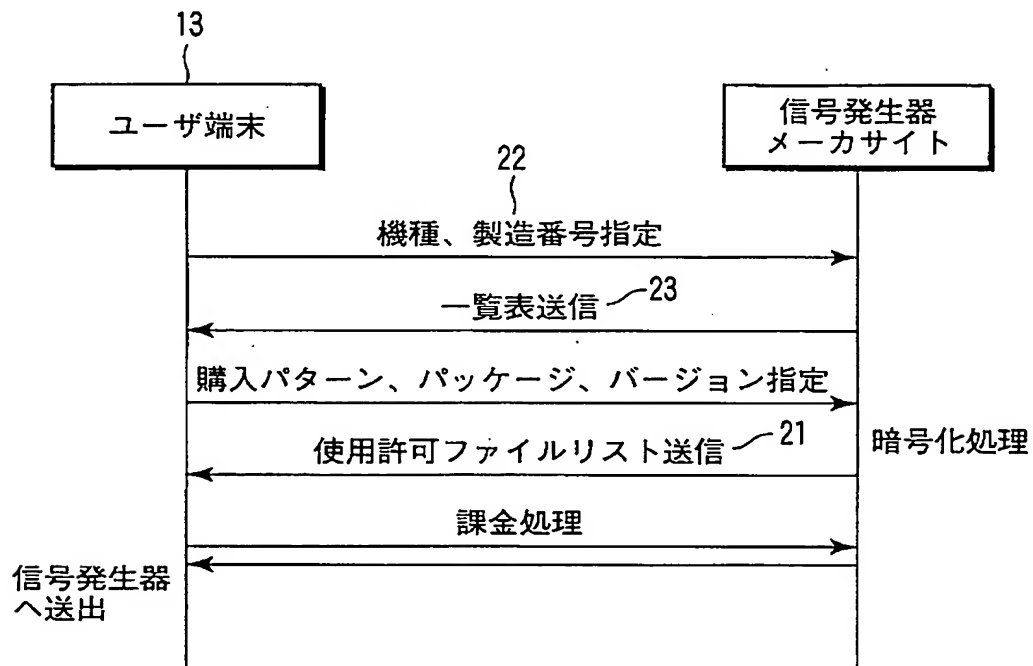 13
ユーザ端末
信号発生器
メーカサイト
22
機種、製造番号指定
一覧表送信
23
購入パターン、パッケージ、バージョン指定
使用許可ファイルリスト送信
21
暗号化処理
課金処理
信号発生器
へ送出